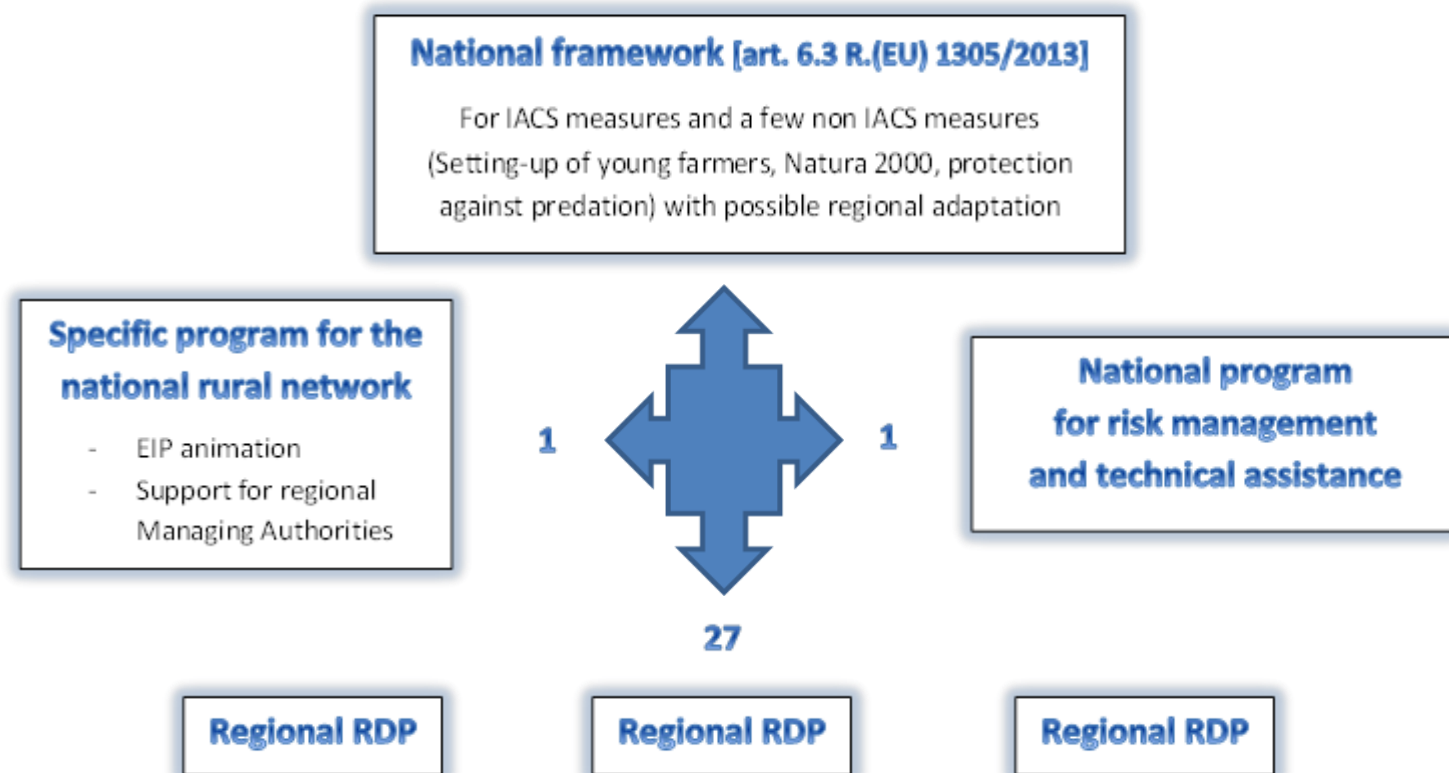 National framework [art. 6.3 R.(EU) 1305/2013]
For IACS measures and a few non IACS measures
(Setting-up of young farmers, Natura 2000, protection
against predation) with possible regional adaptation
Specific program for the
national rural network
- EIP animation
- Support for regional
Managing Authorities
1
1
National program
for risk management
and technical assistance
27
Regional RDP
Regional RDP
Regional RDP